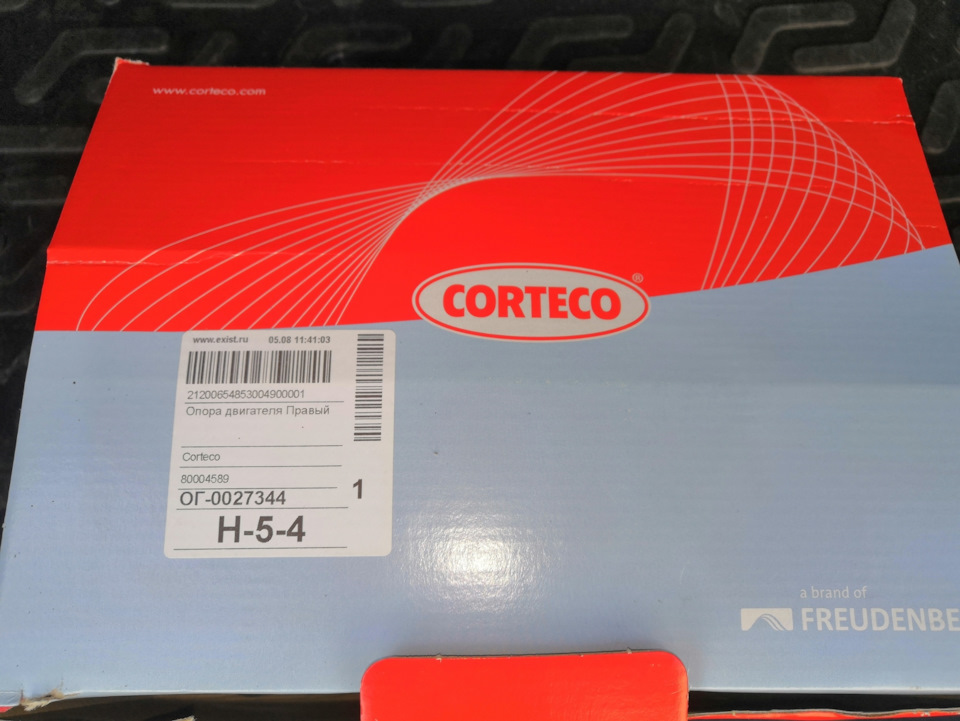 www.corteco.com
CORTECO®
www.exist.ru 05.08 11:41:03
21200654853004900001
Опора двигателя Правый
Corteco
80004589
ОГ-0027344
1
Н-5-4
a brand of
FREUDENBE